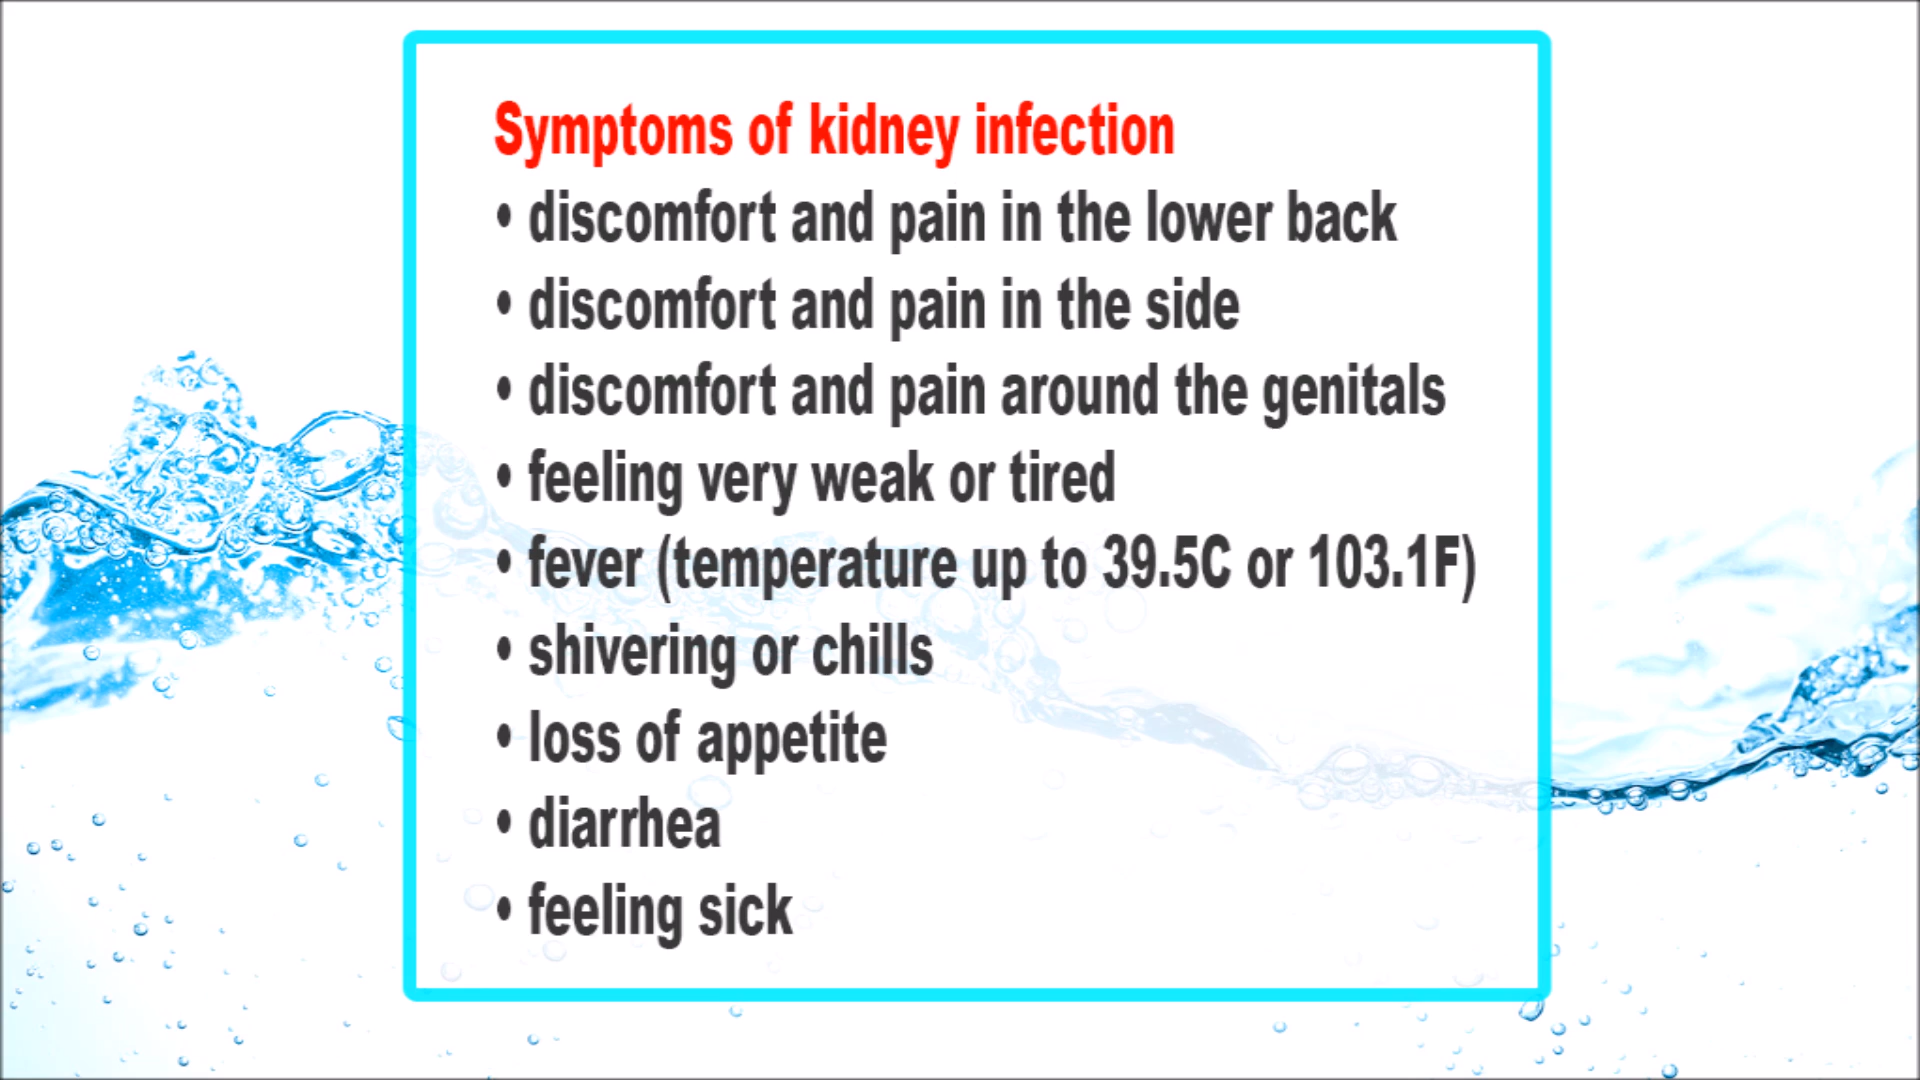 Symptoms of kidney infection
• discomfort and pain in the lower back
• discomfort and pain in the side
• discomfort and pain around the genitals
• feeling very weak or tired
• fever (temperature up to 39.5C or 103.1F)
• shivering or chills
• loss of appetite
• diarrhea
• feeling sick